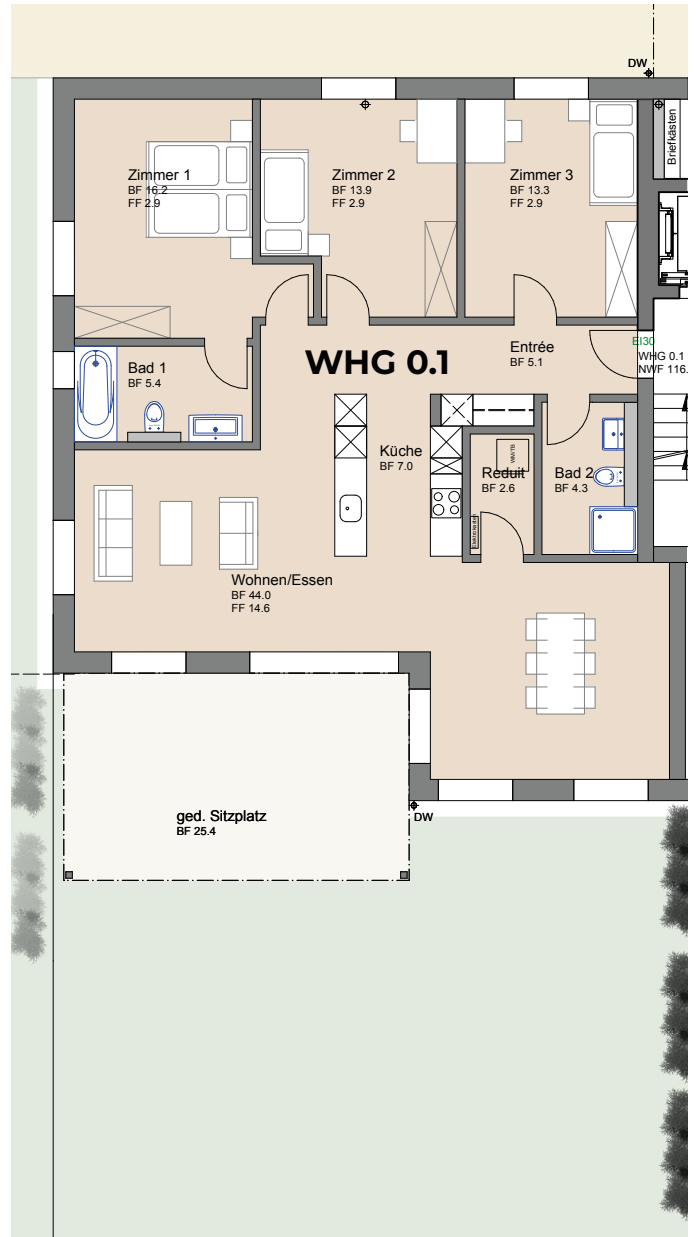 DW
Briefkästen
Zimmer 1
BF 16.2
FF 2.9
Zimmer 2
BF 13.9
FF 2.9
Zimmer 3
BF 13.3
FF 2.9
WHG 0.1
Entrée
BF 5.1
EI30
WHG 0.1
NWF 116.
Bad 1
BF 5.4
Küche
BF 7.0
WM/TB
Reduit
BF 2.6
Bad 2
BF 4.3
Elektrokasten
Wohnen/Essen
BF 44.0
FF 14.6
ged. Sitzplatz
BF 25.4
DW